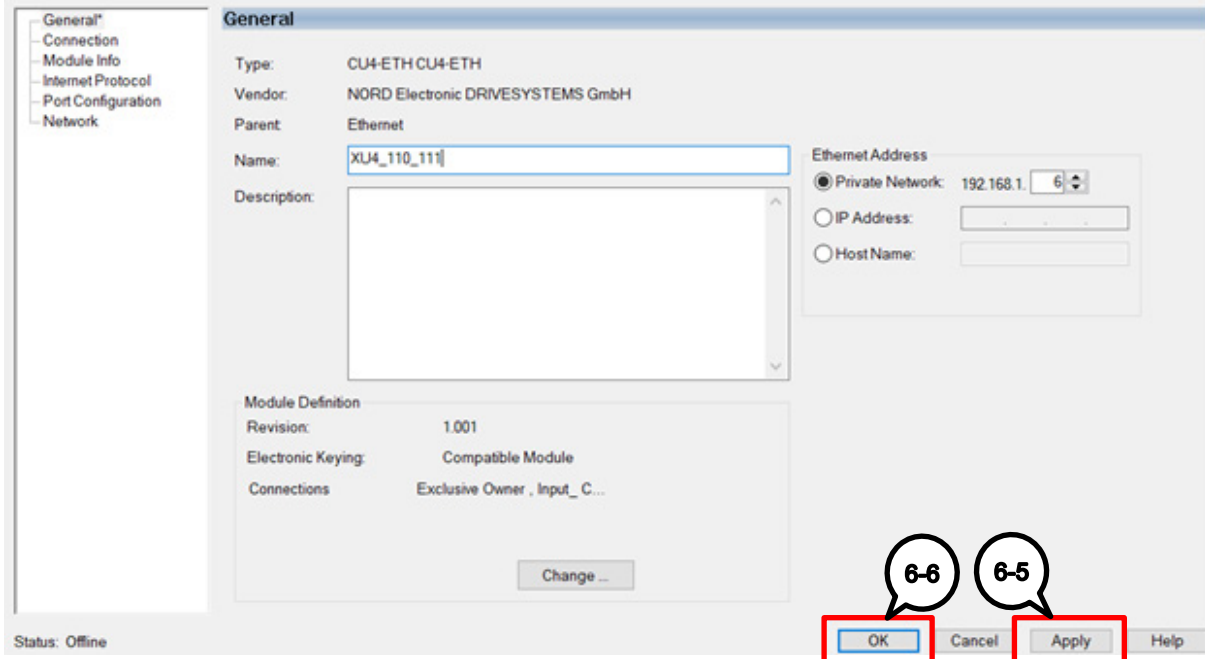 General*
Connection
Module Info
Internet Protocol
Port Configuration
Network
General
Type: CU4-ETH CU4-ETH
Vendor: NORD Electronic DRIVESYSTEMS GmbH
Parent: Ethernet
Name: XU4_110_111
Description:
Ethernet Address
Private Network: 192.168.1. 6
IP Address: . . .
Host Name:
Module Definition
Revision: 1.001
Electronic Keying: Compatible Module
Connections Exclusive Owner , Input_ C...
Change ...
6-6 6-5
Status: Offline
OK Cancel Apply Help